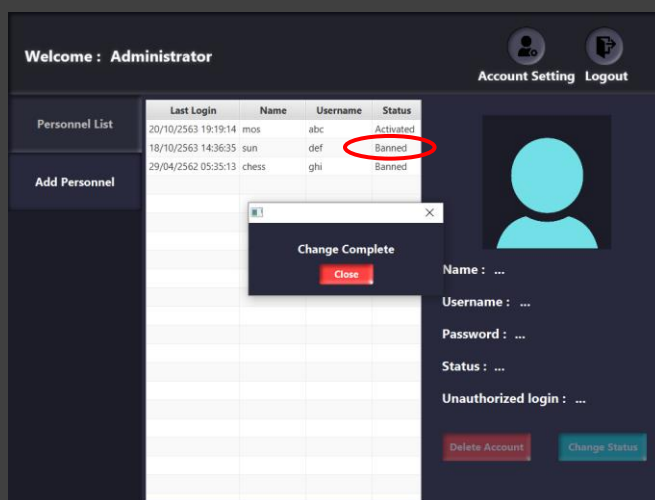 Welcome : Administrator
Account Setting Logout
Personnel List
Add Personnel
Last Login Name Username Status
20/10/2563 19:19:14 mos abc Activated
18/10/2563 14:36:35 sun def Banned
29/04/2562 05:35:13 chess ghi Banned
Change Complete
Close
Name : ...
Username : ...
Password : ...
Status : ...
Unauthorized login : ...
Delete Account Change Status